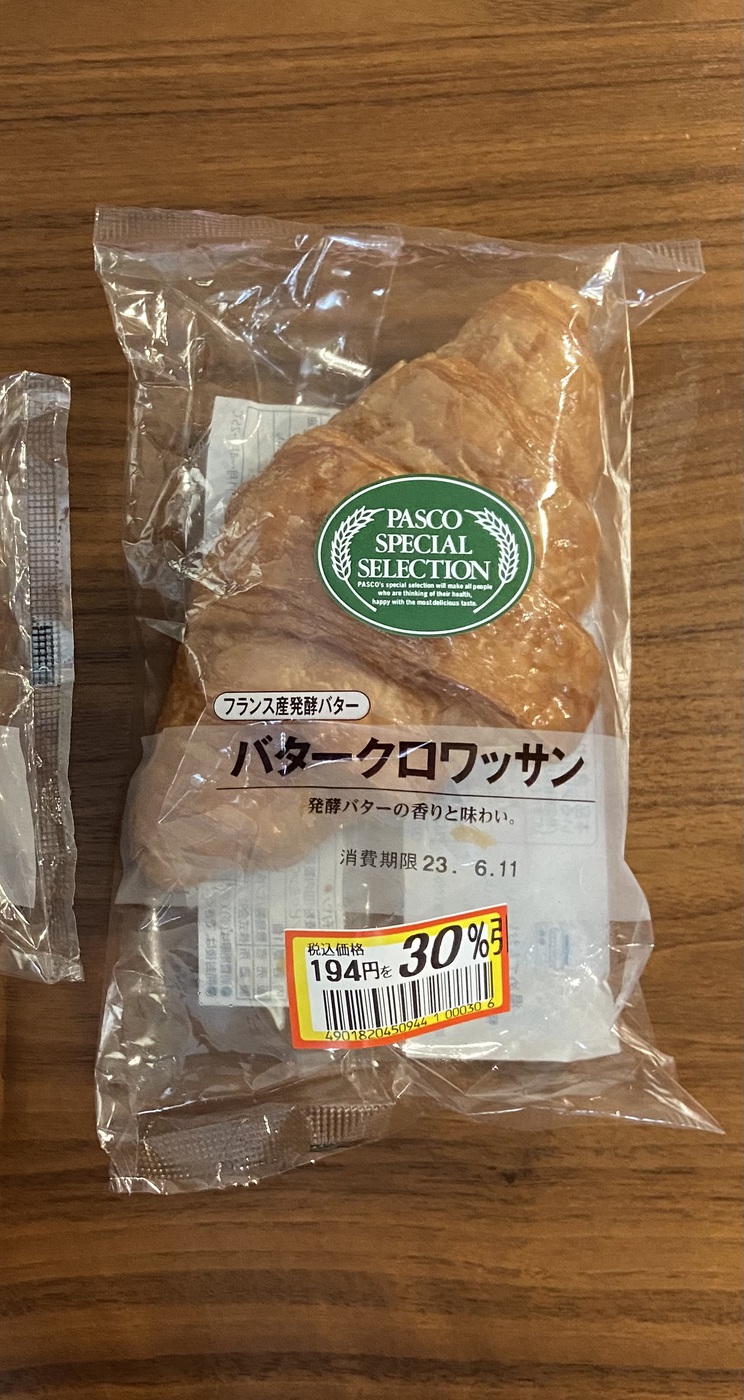 PASCO
SPECIAL
SELECTION
PASCO's special selection will make all people
who are thinking of their health,
happy with the most delicious taste.
フランス産発酵バター
バタークロワッサン
発酵バターの香りと味わい。
消費期限 23. 6.11
税込価格
194円を 30%引
4901820450944 1 00030 6